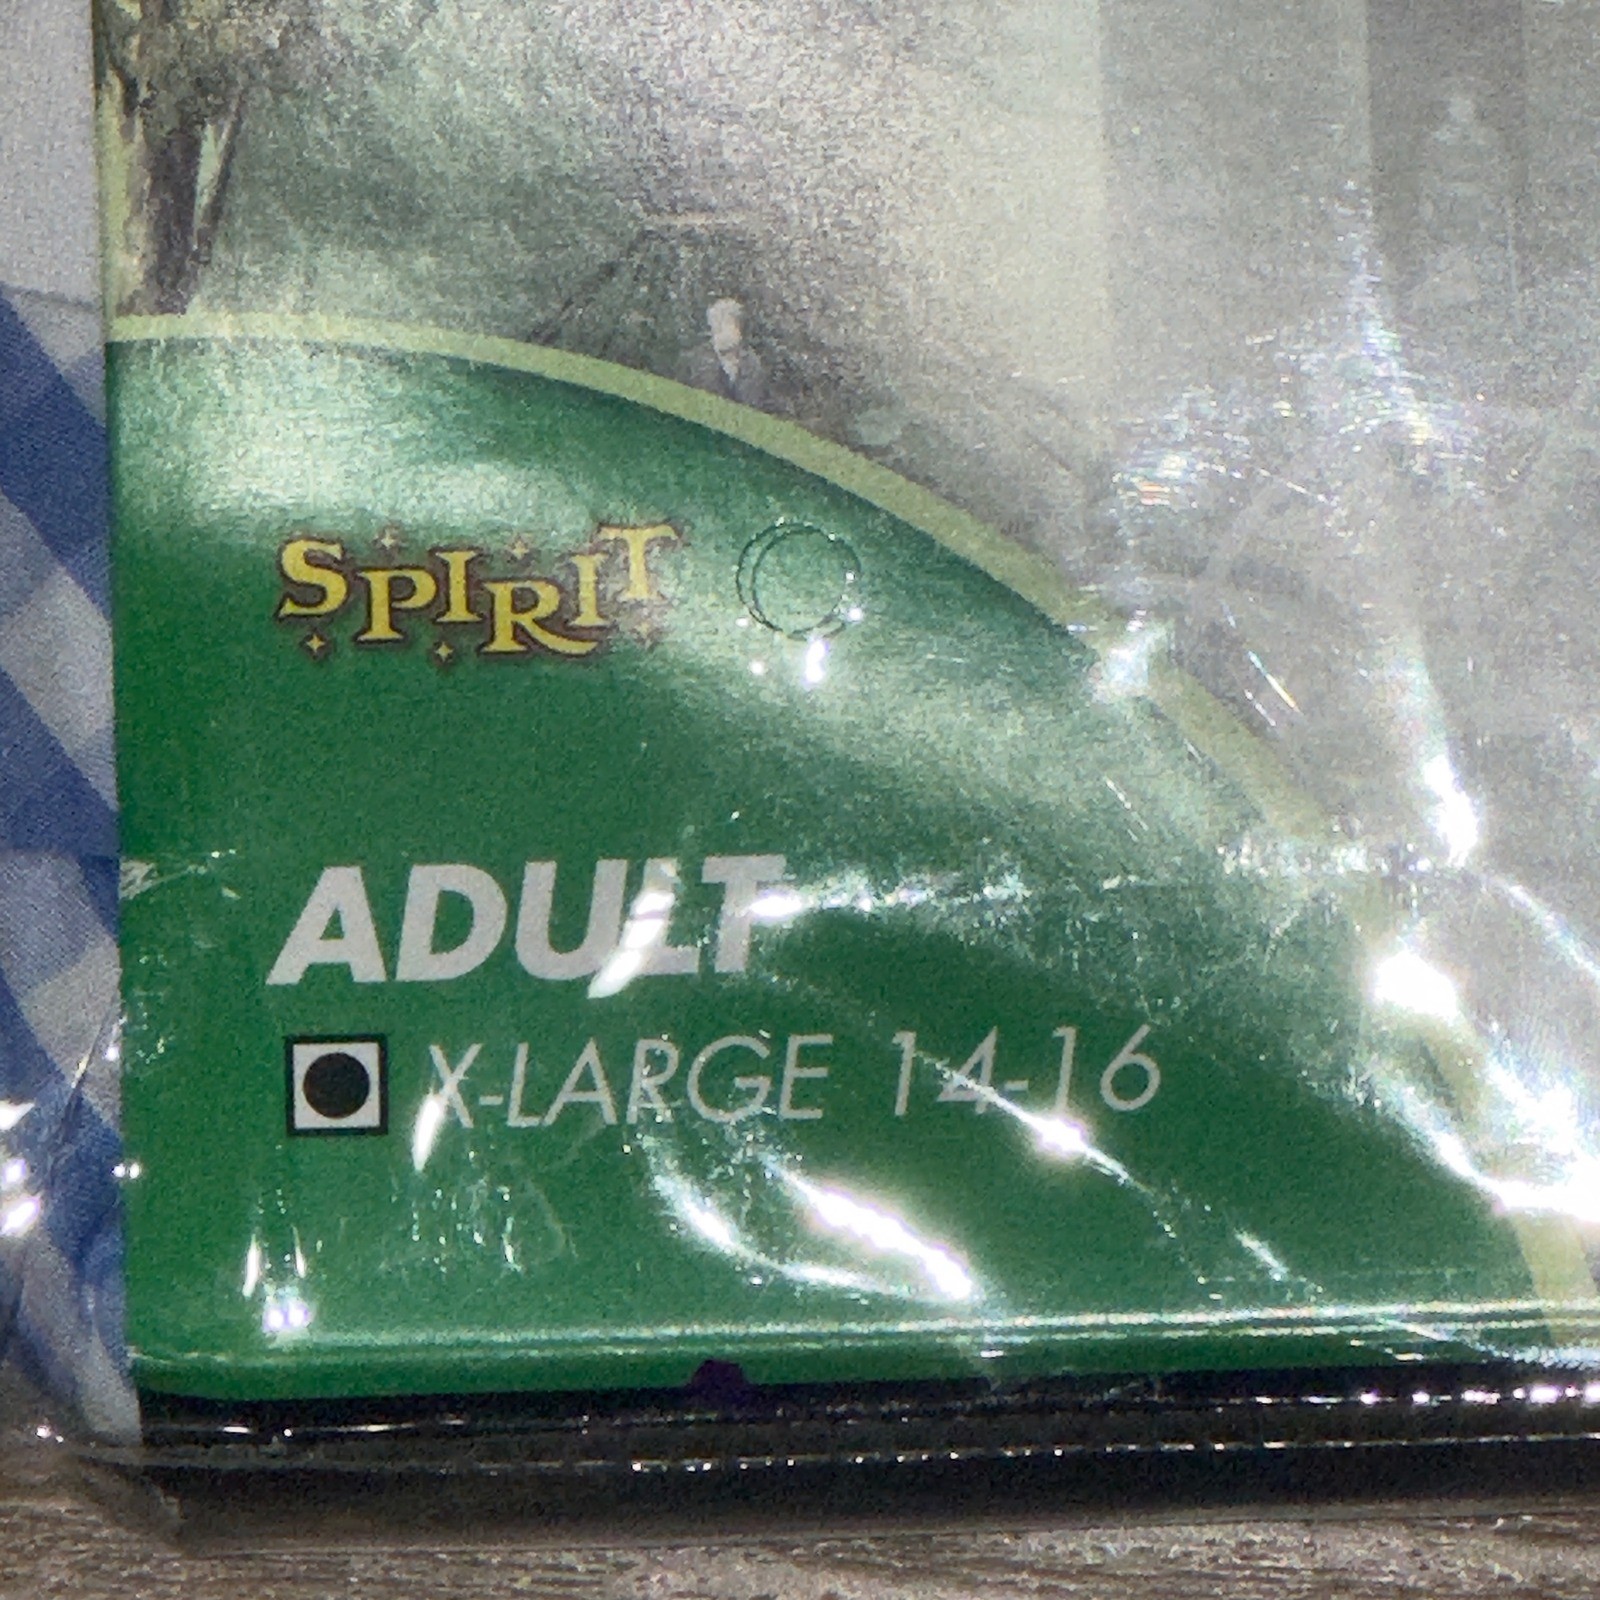 SPIRIT
ADULT
X-LARGE 14-16